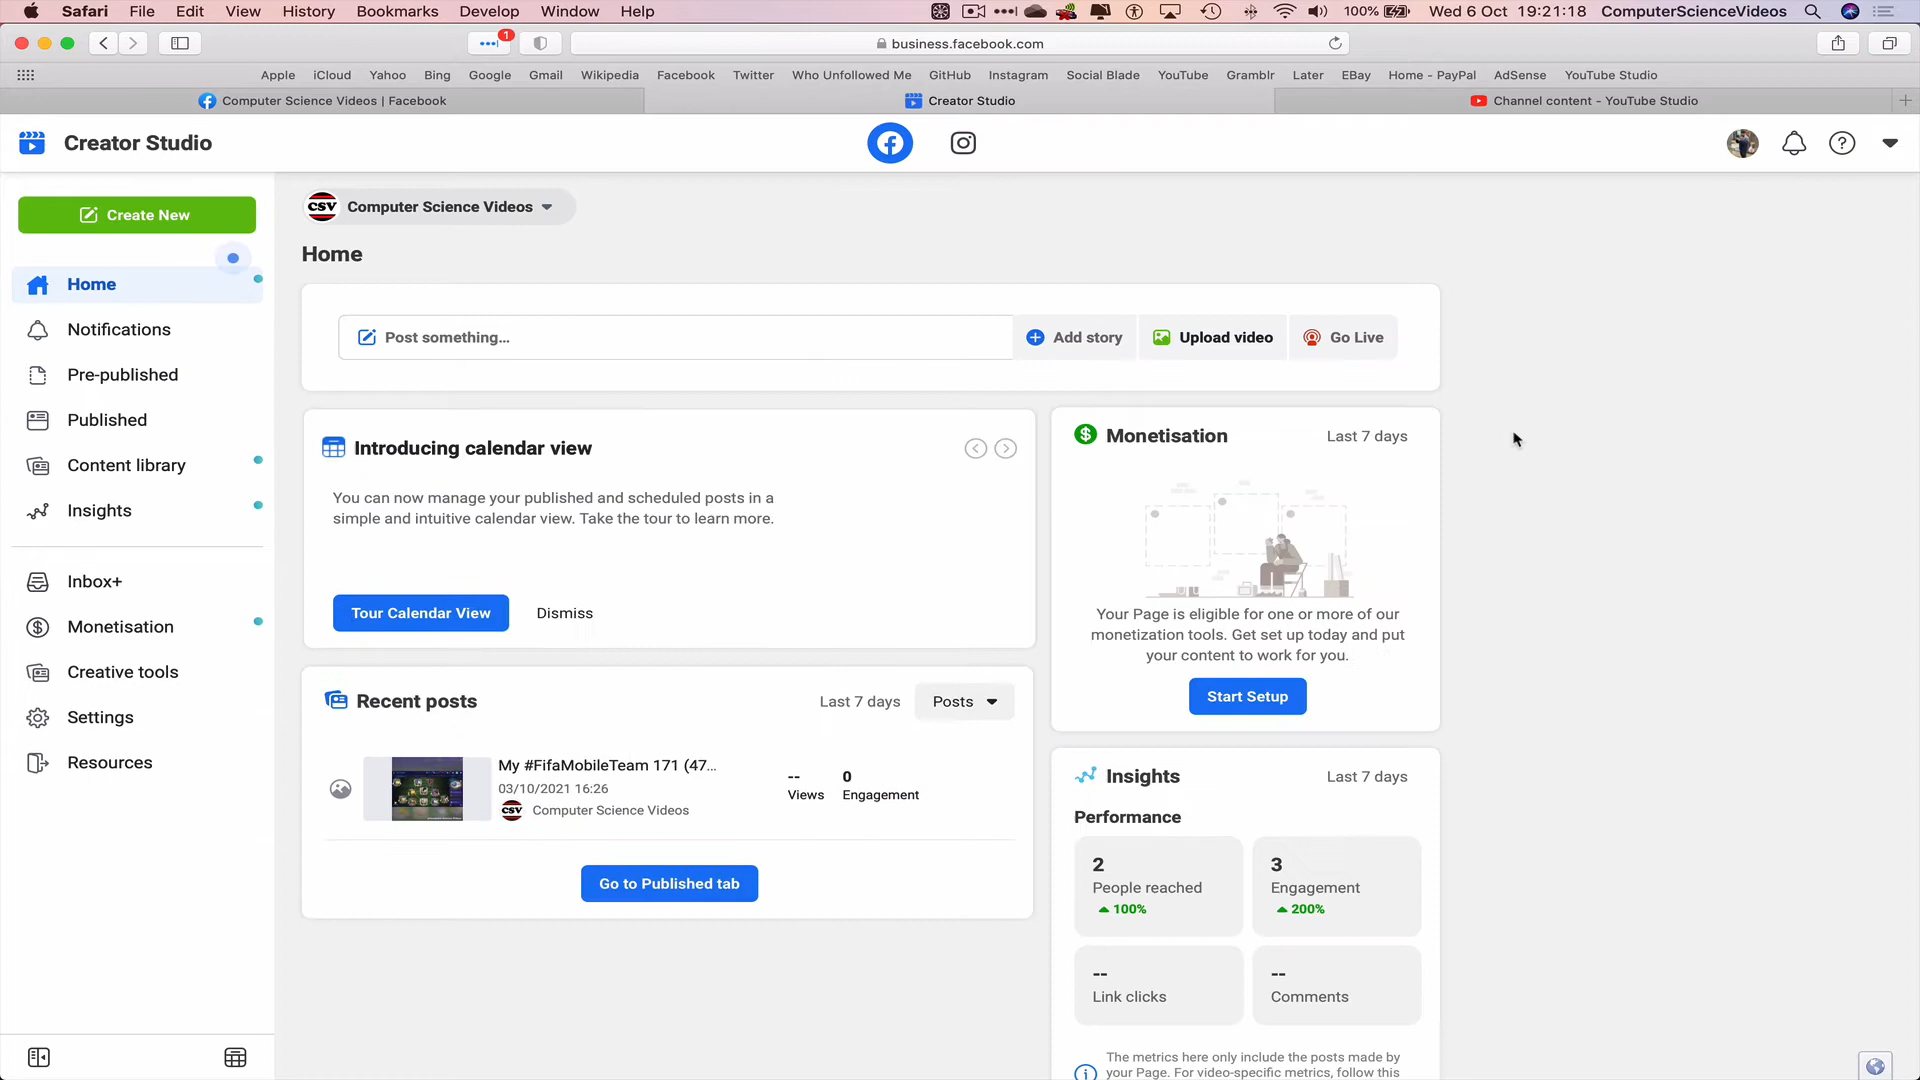 Safari File Edit View History Bookmarks Develop Window Help 100% Wed 6 Oct 19:21:18 ComputerScienceVideos
1
business.facebook.com
Apple iCloud Yahoo Bing Google Gmail Wikipedia Facebook Twitter Who Unfollowed Me GitHub Instagram Social Blade YouTube Gramblr Later EBay Home - PayPal AdSense YouTube Studio
Computer Science Videos | Facebook Creator Studio Channel content - YouTube Studio
Creator Studio
Create New
Home
Notifications
Pre-published
Published
Content library
Insights
Inbox+
Monetisation
Creative tools
Settings
Resources
CSV Computer Science Videos
Home
Post something... Add story Upload video Go Live
Introducing calendar view
You can now manage your published and scheduled posts in a
simple and intuitive calendar view. Take the tour to learn more.
Tour Calendar View Dismiss
Recent posts Last 7 days Posts
My #FifaMobileTeam 171 (47...
03/10/2021 16:26
CSV Computer Science Videos
-- Views
0 Engagement
Go to Published tab
Monetisation Last 7 days
Your Page is eligible for one or more of our
monetization tools. Get set up today and put
your content to work for you.
Start Setup
Insights Last 7 days
Performance
2
People reached
100%
3
Engagement
200%
--
Link clicks
--
Comments
The metrics here only include the posts made by
your Page. For video-specific metrics, follow this